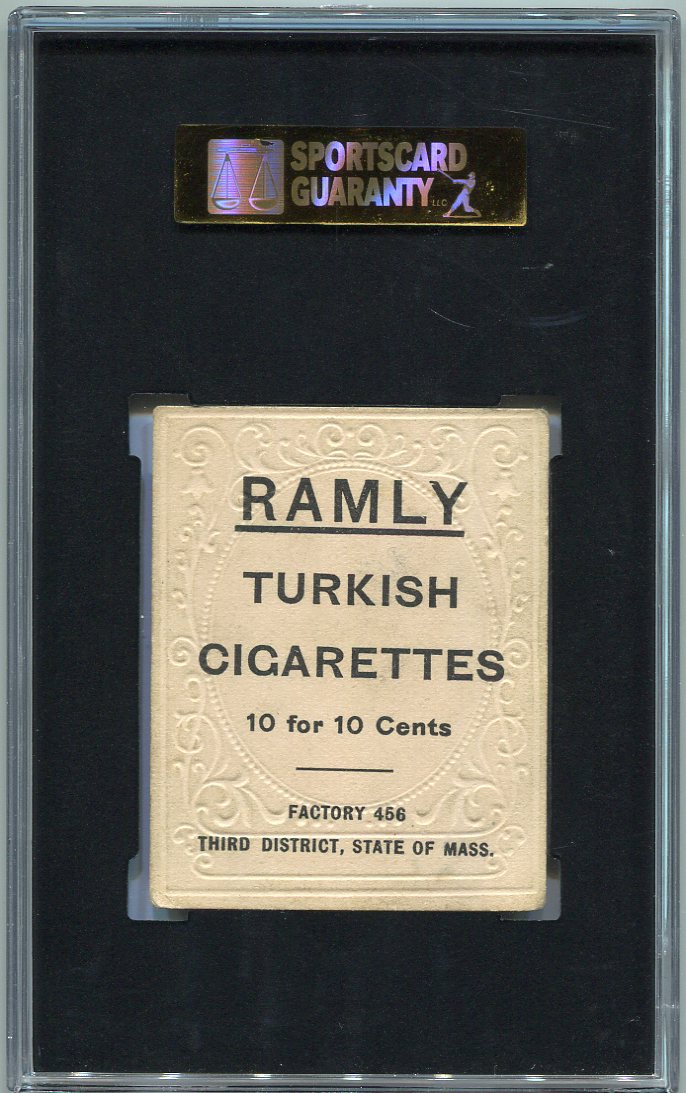 SPORTSCARD
GUARANTY LLC
RAMLY
TURKISH
CIGARETTES
10 for 10 Cents
FACTORY 456
THIRD DISTRICT, STATE OF MASS.